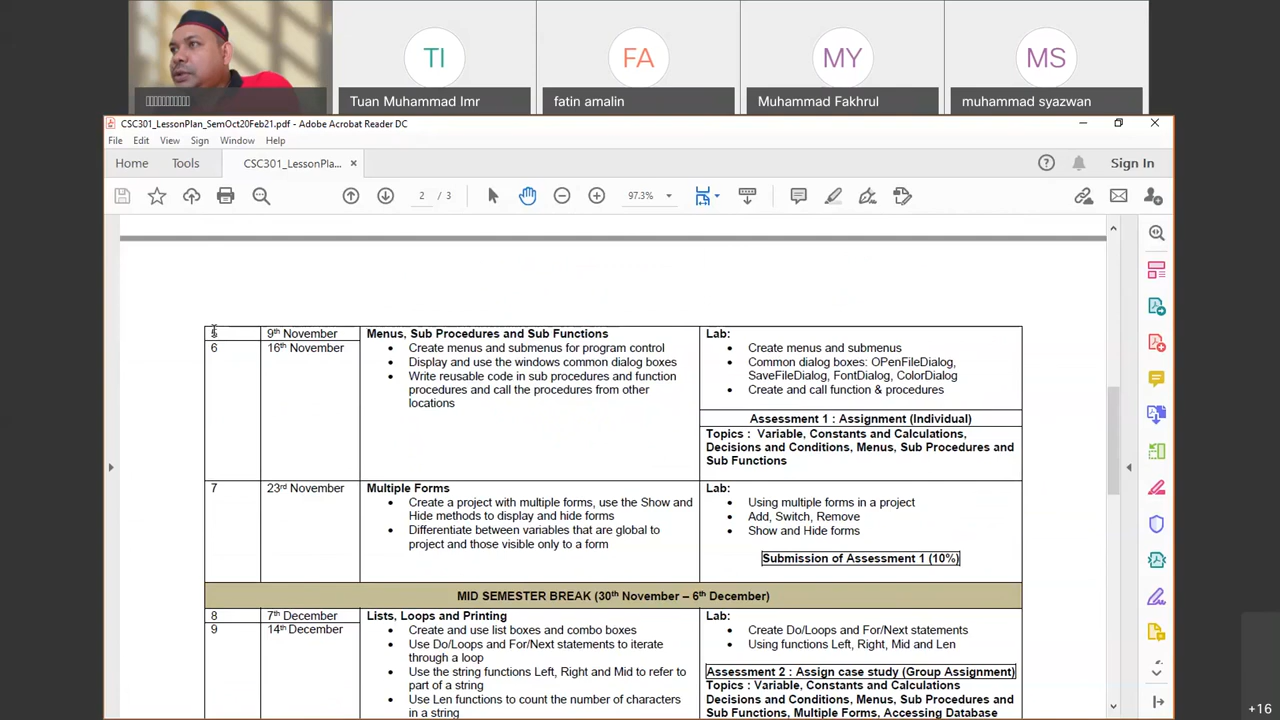 TI
FA
MY
MS
Tuan Muhammad Imr
fatin amalin
Muhammad Fakhrul
muhammad syazwan
CSC301_LessonPlan_SemOct20Feb21.pdf - Adobe Acrobat Reader DC
File Edit View Sign Window Help
Home Tools CSC301_LessonPla... × Sign In
2 / 3 97.3%
5 9th November Menus, Sub Procedures and Sub Functions
6 16th November • Create menus and submenus for program control
• Display and use the windows common dialog boxes
• Write reusable code in sub procedures and function
procedures and call the procedures from other
locations
Lab:
• Create menus and submenus
• Common dialog boxes: OPenFileDialog,
SaveFileDialog, FontDialog, ColorDialog
• Create and call function & procedures
Assessment 1 : Assignment (Individual)
Topics : Variable, Constants and Calculations,
Decisions and Conditions, Menus, Sub Procedures and
Sub Functions
7 23rd November Multiple Forms
• Create a project with multiple forms, use the Show and
Hide methods to display and hide forms
• Differentiate between variables that are global to
project and those visible only to a form
Lab:
• Using multiple forms in a project
• Add, Switch, Remove
• Show and Hide forms
Submission of Assessment 1 (10%)
MID SEMESTER BREAK (30th November – 6th December)
8 7th December Lists, Loops and Printing
9 14th December • Create and use list boxes and combo boxes
• Use Do/Loops and For/Next statements to iterate
through a loop
• Use the string functions Left, Right and Mid to refer to
part of a string
• Use Len functions to count the number of characters
in a string
Lab:
• Create Do/Loops and For/Next statements
• Using functions Left, Right, Mid and Len
Assessment 2 : Assign case study (Group Assignment)
Topics : Variable, Constants and Calculations
Decisions and Conditions, Menus, Sub Procedures and
Sub Functions, Multiple Forms, Accessing Database
+16